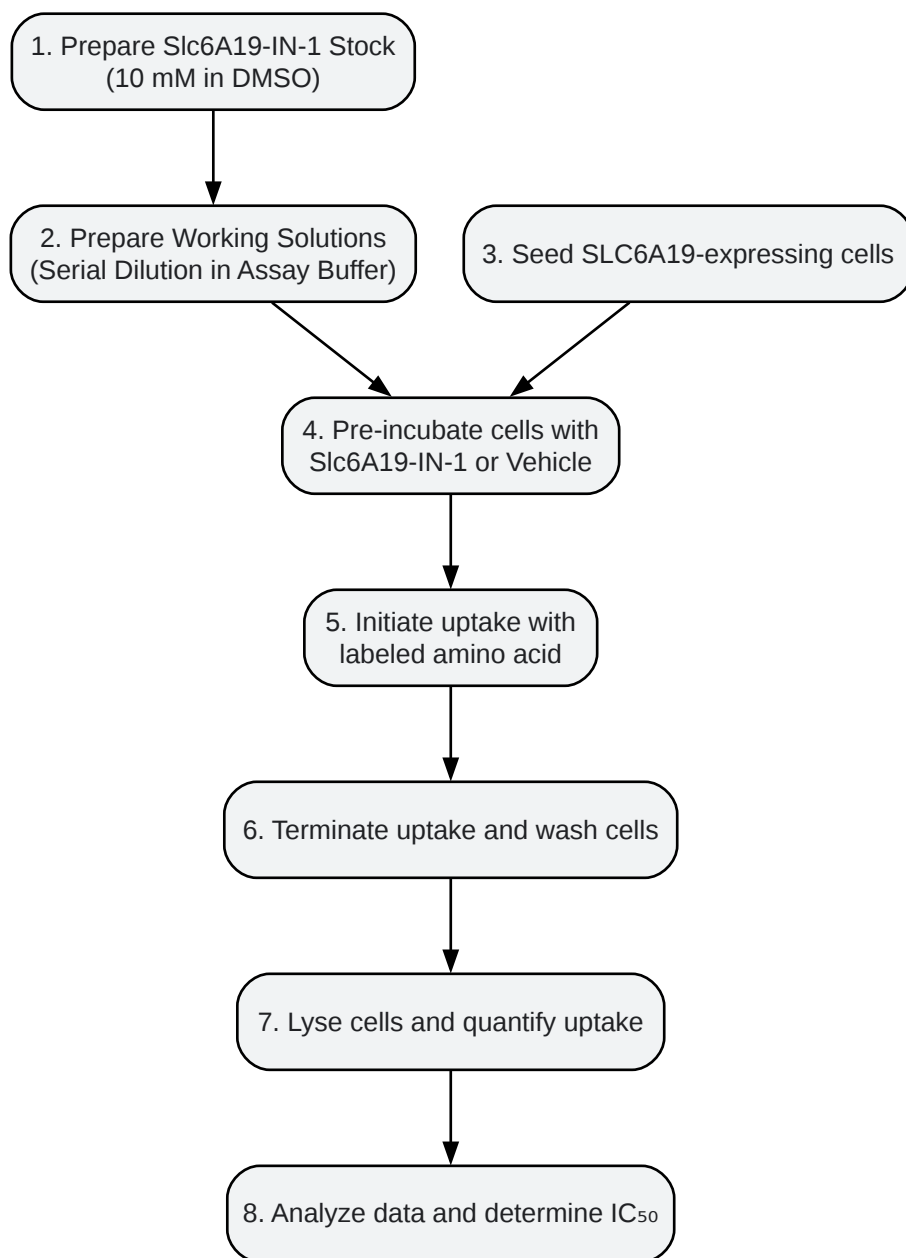 1. Prepare Slc6A19-IN-1 Stock
(10 mM in DMSO)
2. Prepare Working Solutions
(Serial Dilution in Assay Buffer)
3. Seed SLC6A19-expressing cells
4. Pre-incubate cells with
Slc6A19-IN-1 or Vehicle
5. Initiate uptake with
labeled amino acid
6. Terminate uptake and wash cells
7. Lyse cells and quantify uptake
8. Analyze data and determine IC₅₀